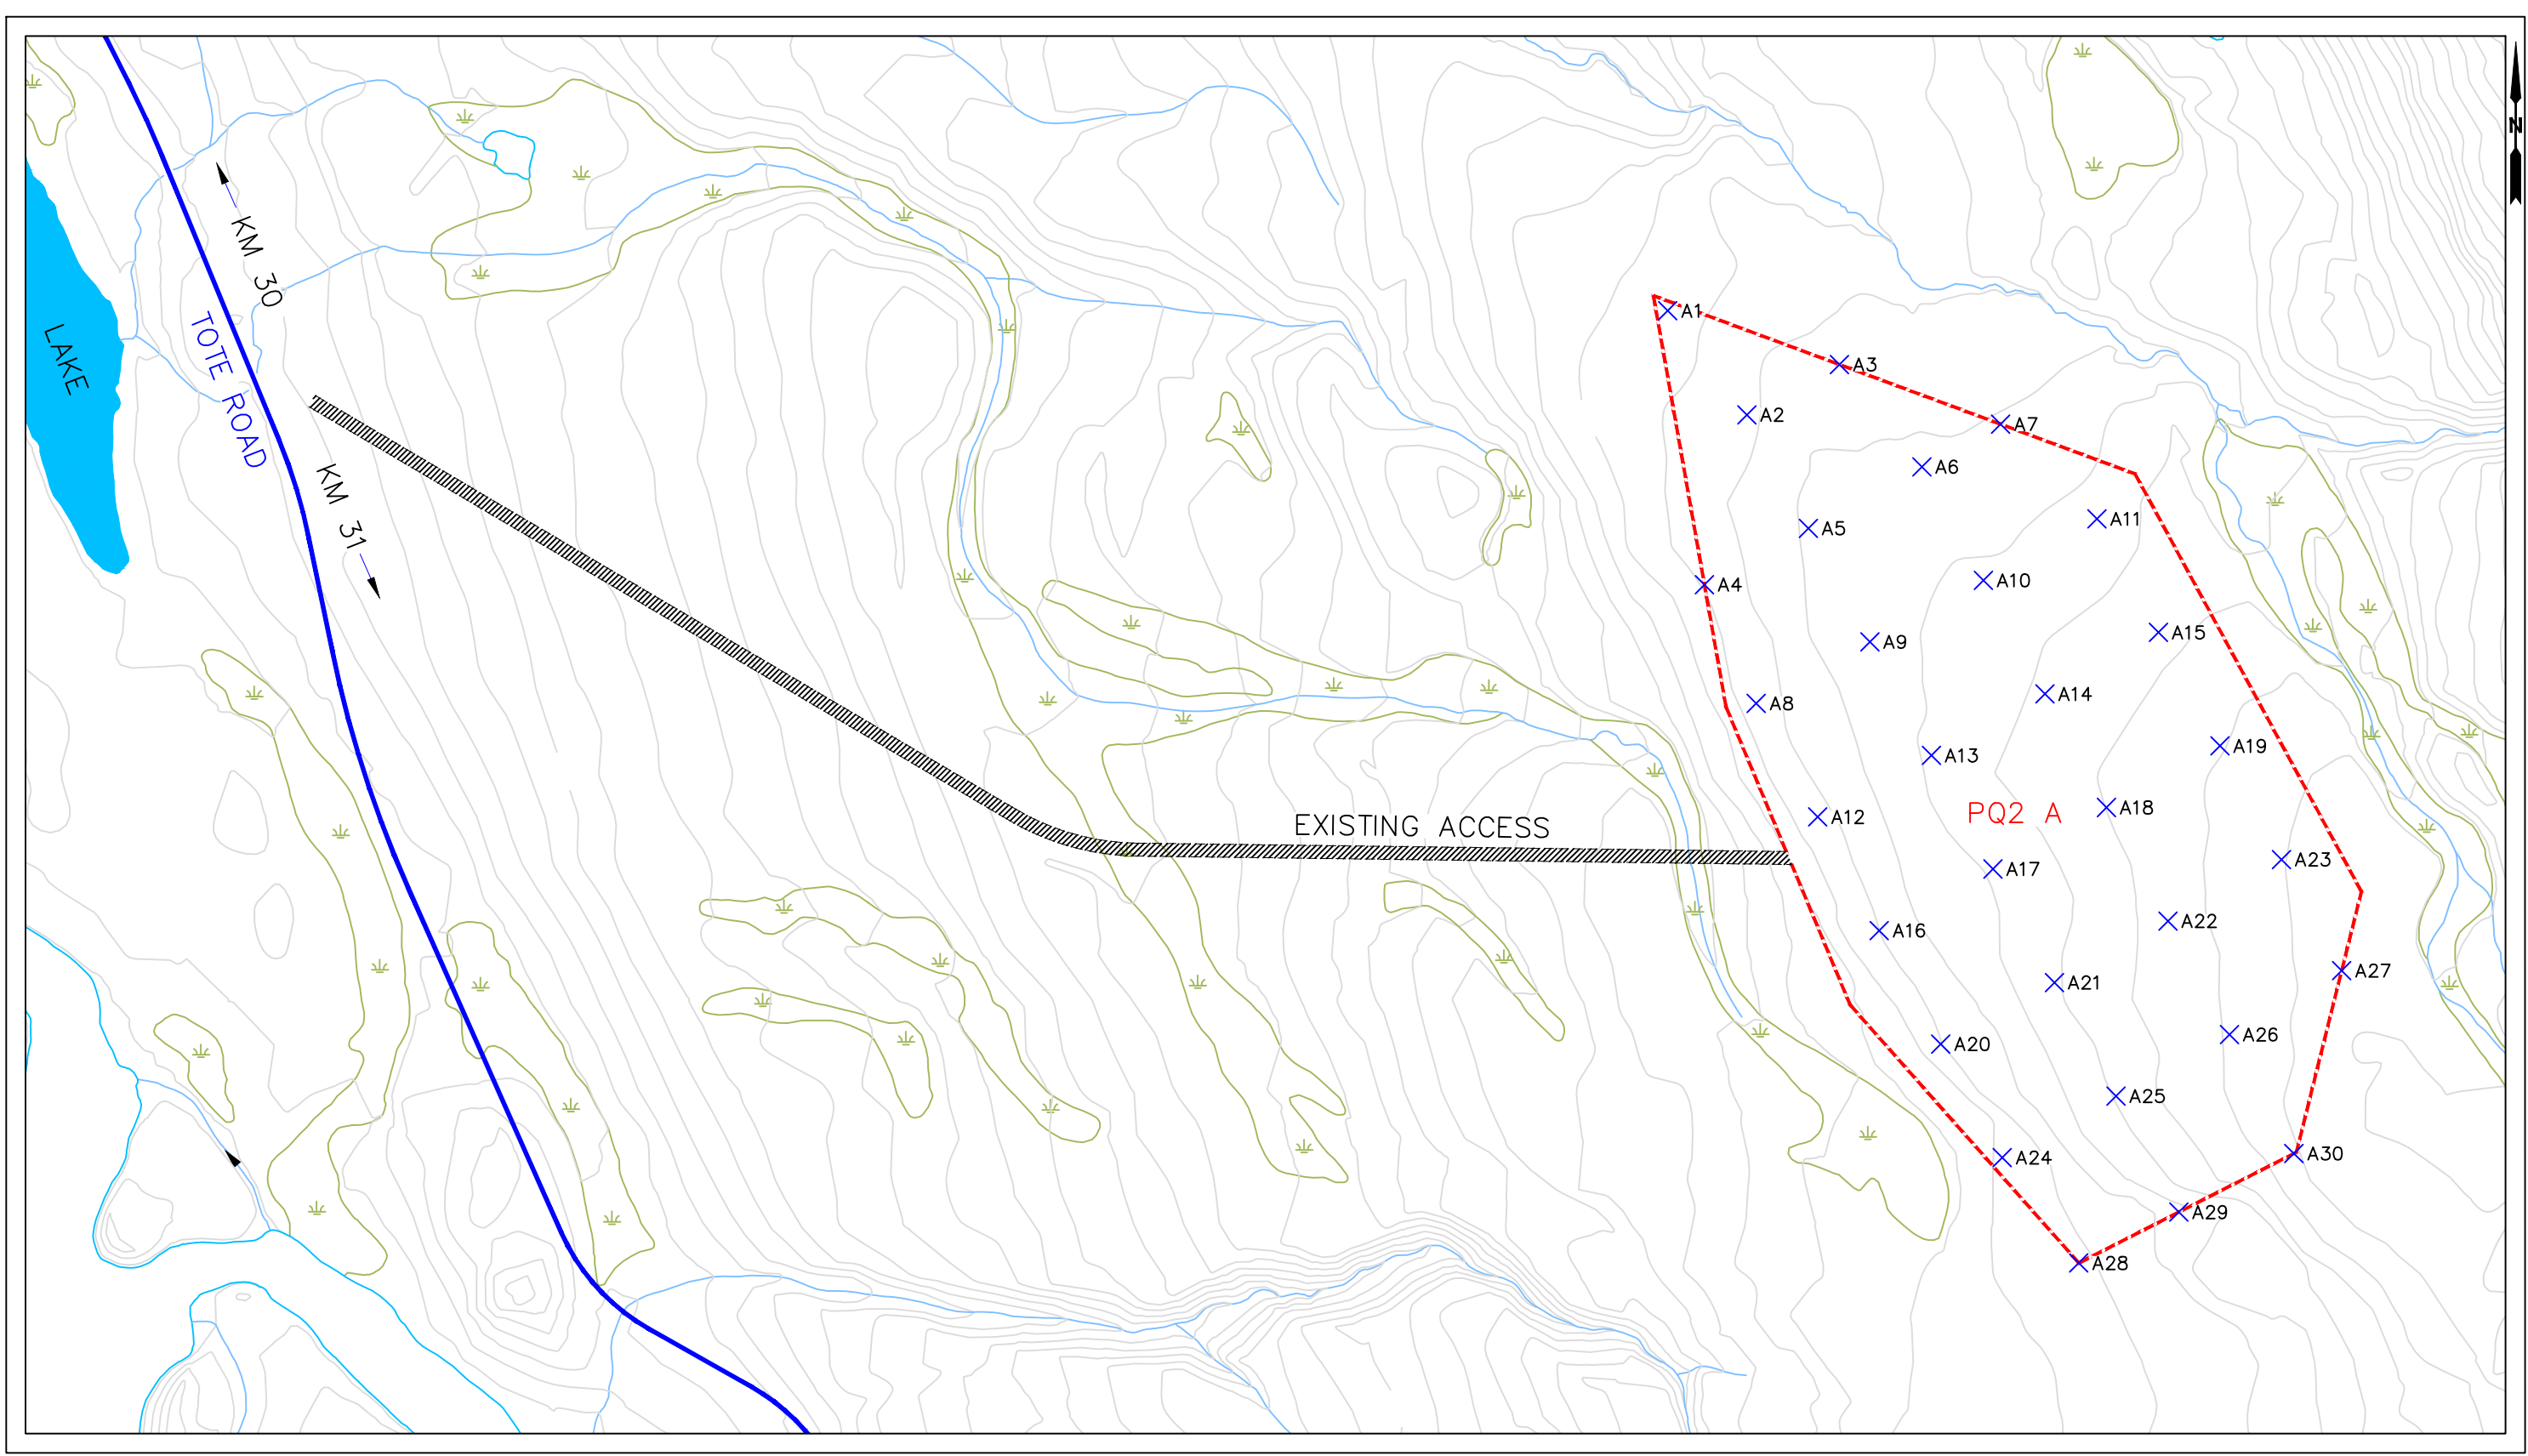 N
KM 30
LAKE
TOTE ROAD
KM 31
A1
A3
A2
A7
A6
A11
A5
A10
A4
A15
A9
A14
A8
A19
A13
A18
PQ2 A
A12
EXISTING ACCESS
A23
A17
A22
A16
A27
A21
A26
A20
A25
A30
A24
A29
A28